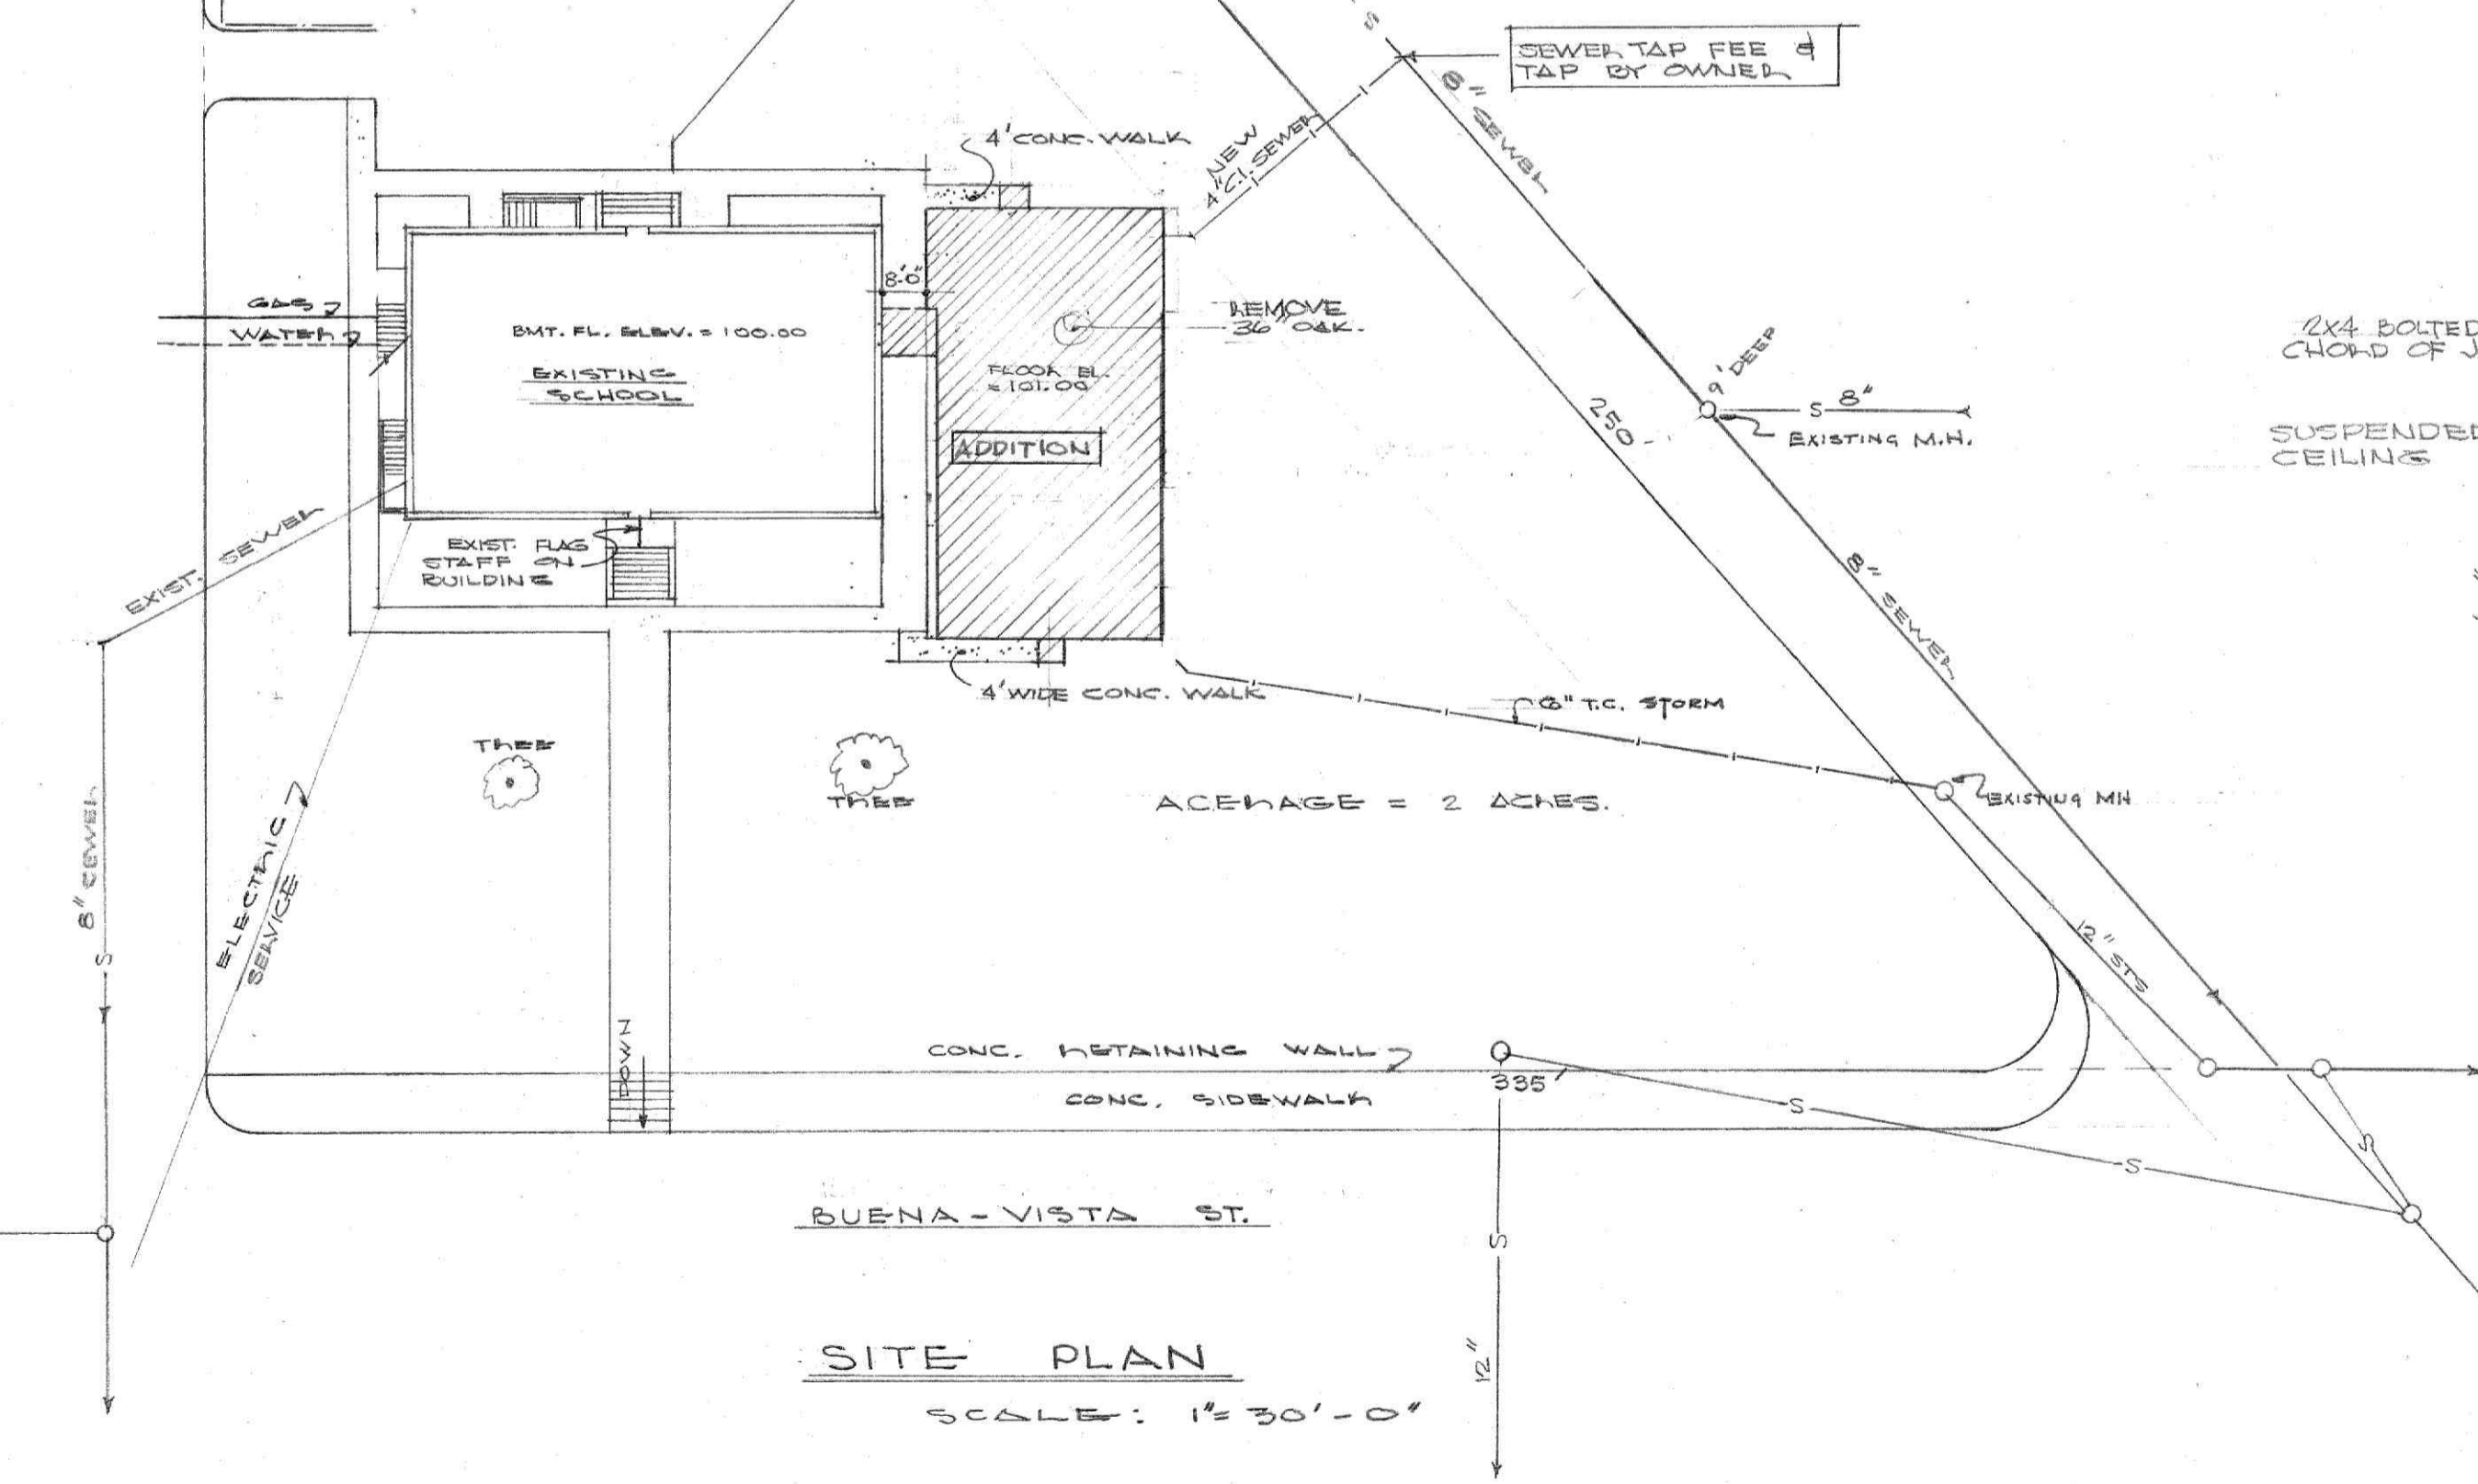 S
SEWER TAP FEE &
TAP BY OWNER
8" SEWER
4' CONC. WALK
NEW
4" C.I. SEWER
8'-0"
GAS
WATER
BMT. FL. ELEV. = 100.00
EXISTING
SCHOOL
REMOVE
36" OAK.
FLOOR EL.
= 101.00
ADDITION
9' DEEP
S 8"
EXISTING M.H.
250
2X4 BOLTED
CHORD OF J
SUSPENDED
CEILING
EXIST. SEWER
EXIST. FLAG
STAFF ON
BUILDING
8" SEWER
4' WIDE CONC. WALK
8" T.C. STORM
TREE
TREE
ACERAGE = 2 ACRES.
EXISTING MH
8" SEWER
S
ELECTRIC
SERVICE
12" STS
DOWN
CONC. RETAINING WALL
335'
CONC. SIDEWALK
S
S
S
BUENA-VISTA ST.
S
12"
SITE PLAN
SCALE: 1"= 30'-0"